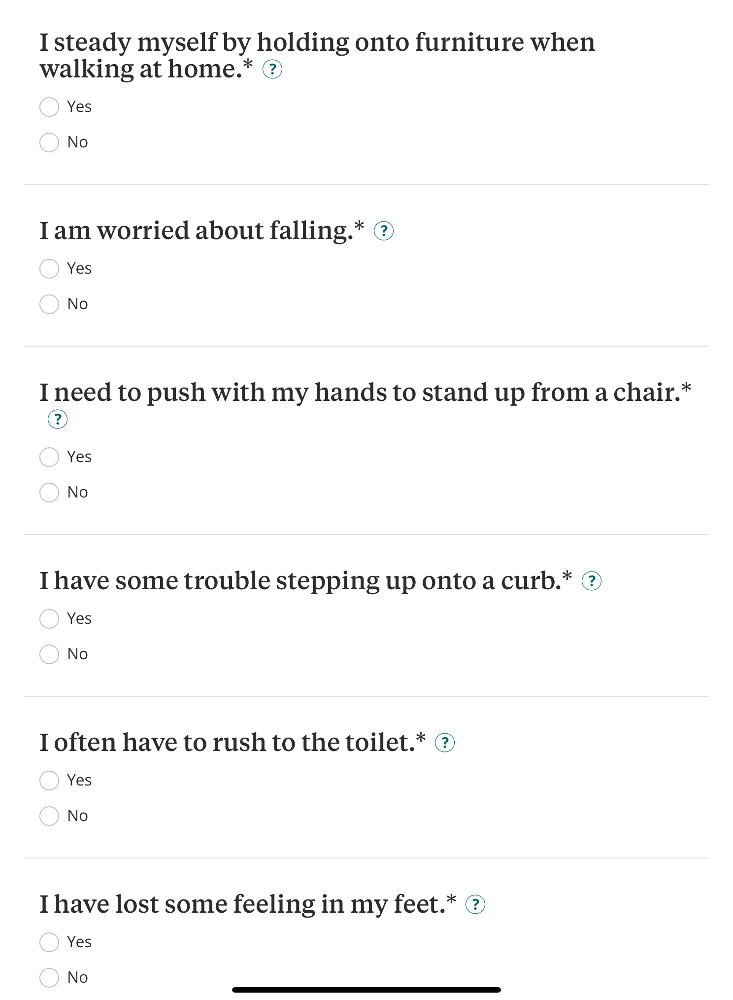 I steady myself by holding onto furniture when
walking at home.* ?
Yes
No
I am worried about falling.* ?
Yes
No
I need to push with my hands to stand up from a chair.*
?
Yes
No
I have some trouble stepping up onto a curb.* ?
Yes
No
I often have to rush to the toilet.* ?
Yes
No
I have lost some feeling in my feet.* ?
Yes
No